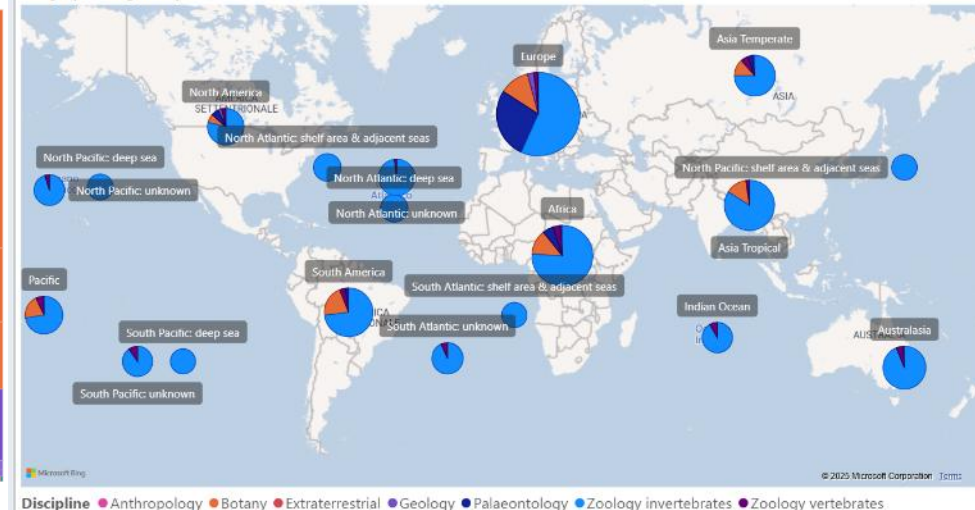 Europe
Asia Temperate
ASIA
North America
SETTENTRIONALE
North Atlantic: shelf area & adjacent seas
North Pacific: deep sea
North Pacific: unknown
North Atlantic: deep sea
North Pacific: shelf area & adjacent seas
North Atlantic: unknown
Africa
Asia Tropical
South America
South Atlantic: shelf area & adjacent seas
Pacific
Indian Ocean
South Atlantic: unknown
Australasia
South Pacific: deep sea
South Pacific: unknown
Microsoft Bing
© 2025 Microsoft Corporation Terms
Discipline Anthropology Botany Extraterrestrial Geology Palaeontology Zoology invertebrates Zoology vertebrates